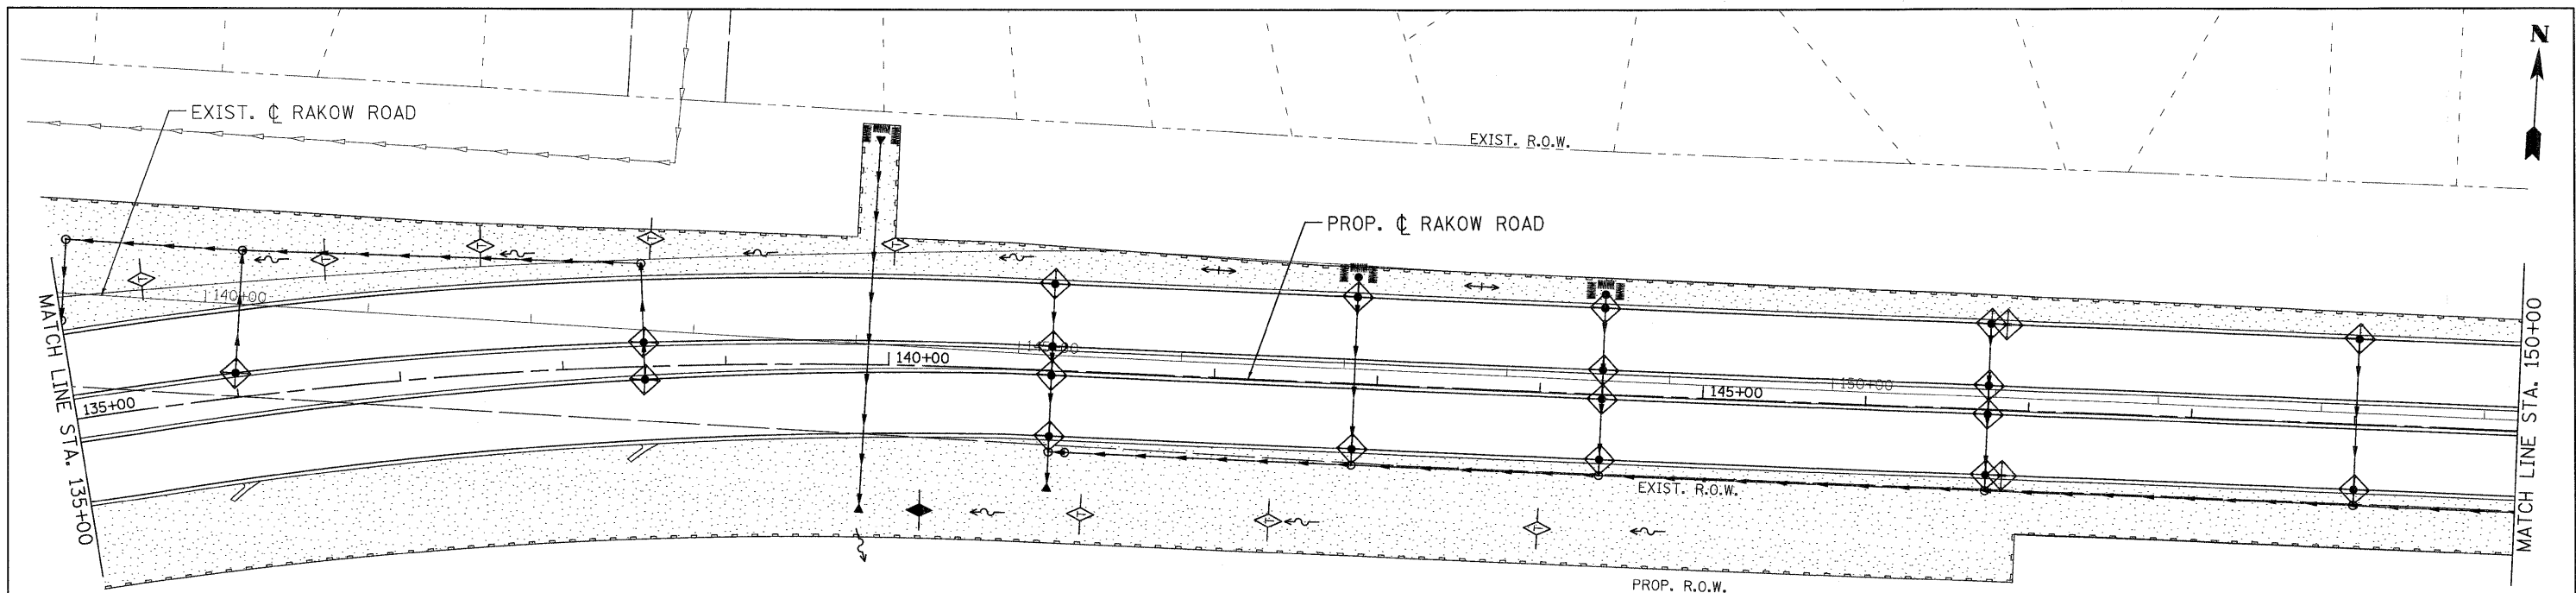 N
EXIST. ℄ RAKOW ROAD
EXIST. R.O.W.
PROP. ℄ RAKOW ROAD
140+00
140+00
145+00
150+00
135+00
MATCH LINE STA. 135+00
MATCH LINE STA. 150+00
EXIST. R.O.W.
PROP. R.O.W.
T
T
T
T
T
T
T
T